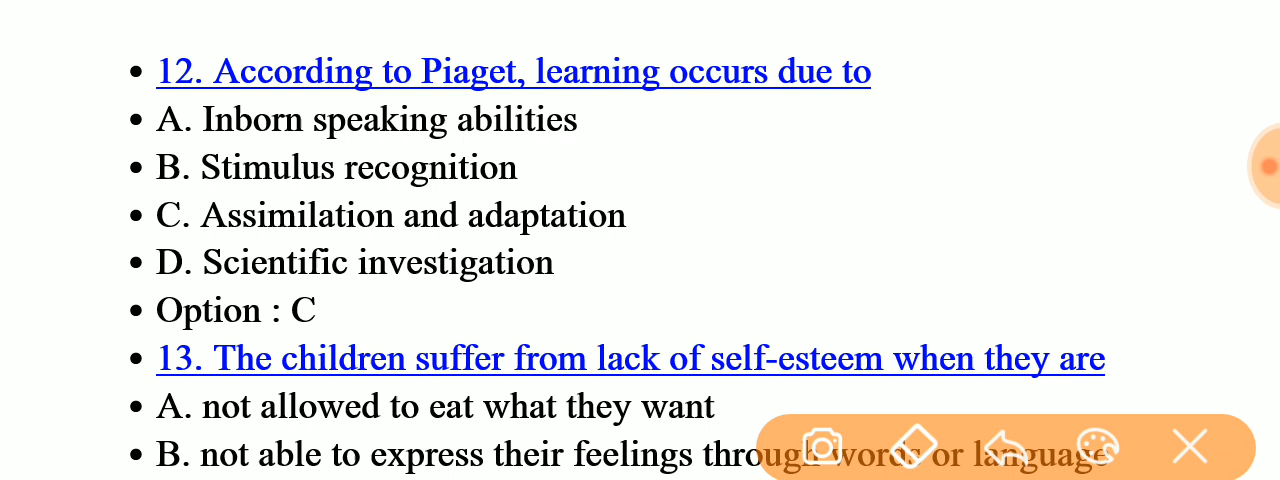 • 12. According to Piaget, learning occurs due to
• A. Inborn speaking abilities
• B. Stimulus recognition
• C. Assimilation and adaptation
• D. Scientific investigation
• Option : C
• 13. The children suffer from lack of self-esteem when they are
• A. not allowed to eat what they want
• B. not able to express their feelings through words or language